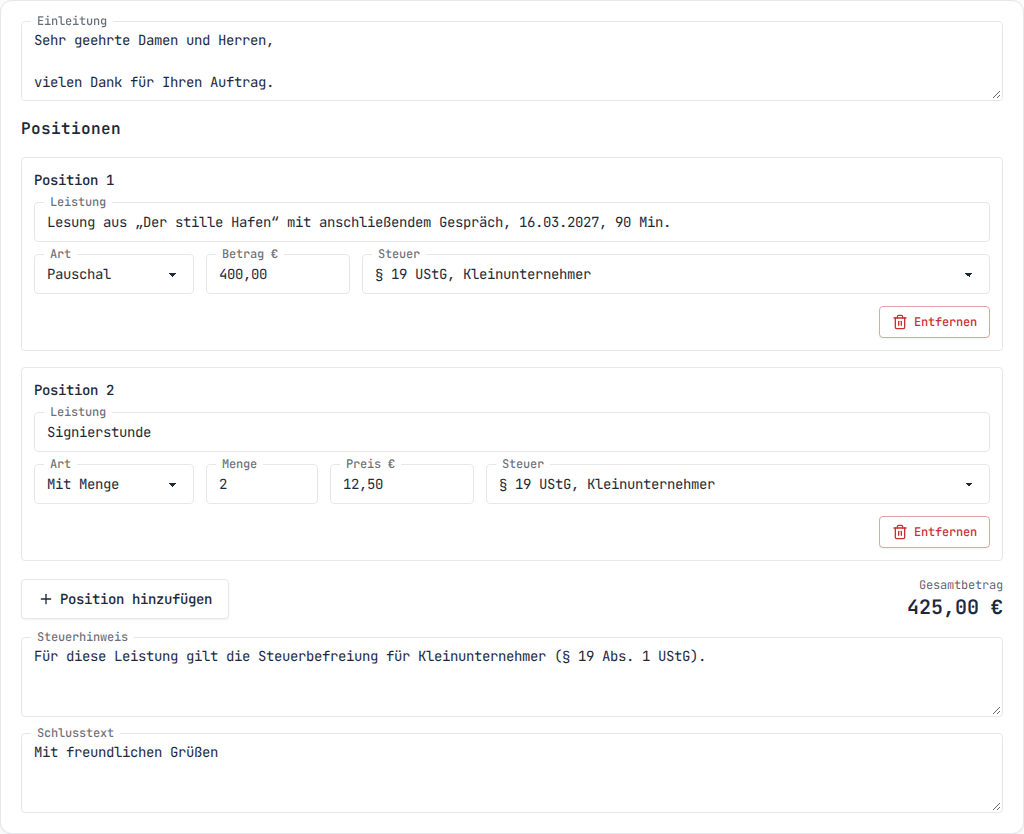 Einleitung
Sehr geehrte Damen und Herren,
vielen Dank für Ihren Auftrag.
Positionen
Position 1
Leistung
Lesung aus „Der stille Hafen“ mit anschließendem Gespräch, 16.03.2027, 90 Min.
Art
Pauschal
Betrag €
400,00
Steuer
§ 19 UStG, Kleinunternehmer
Entfernen
Position 2
Leistung
Signierstunde
Art
Mit Menge
Menge
2
Preis €
12,50
Steuer
§ 19 UStG, Kleinunternehmer
Entfernen
+ Position hinzufügen
Gesamtbetrag
425,00 €
Steuerhinweis
Für diese Leistung gilt die Steuerbefreiung für Kleinunternehmer (§ 19 Abs. 1 UStG).
Schlusstext
Mit freundlichen Grüßen